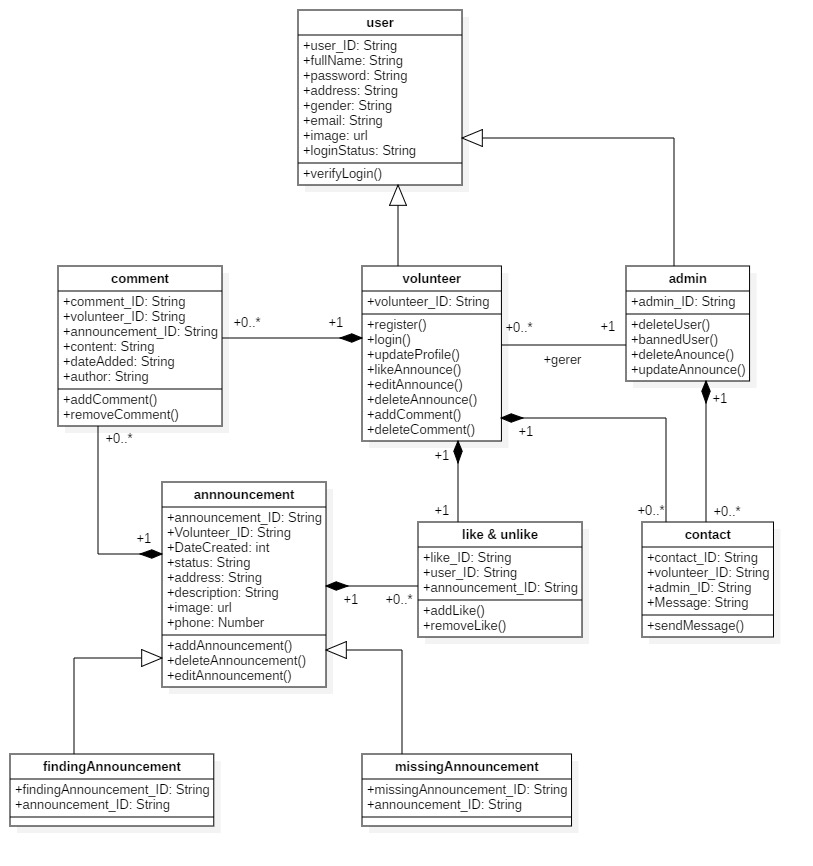 user
+user_ID: String
+fullName: String
+password: String
+address: String
+gender: String
+email: String
+image: url
+loginStatus: String
+verifyLogin()
comment
+comment_ID: String
+volunteer_ID: String
+announcement_ID: String
+content: String
+dateAdded: String
+author: String
+addComment()
+removeComment()
+0..*
+1
volunteer
+volunteer_ID: String
+register()
+login()
+updateProfile()
+likeAnnounce()
+editAnnounce()
+deleteAnnounce()
+addComment()
+deleteComment()
+0..*
+1
+gerer
admin
+admin_ID: String
+deleteUser()
+bannedUser()
+deleteAnounce()
+updateAnnounce()
+1
+1
+0..*
+0..*
+1
+1
+0..*
+1
annnouncement
+announcement_ID: String
+Volunteer_ID: String
+DateCreated: int
+status: String
+address: String
+description: String
+image: url
+phone: Number
+addAnnouncement()
+deleteAnnouncement()
+editAnnouncement()
+1
+0..*
like & unlike
+like_ID: String
+user_ID: String
+announcement_ID: String
+addLike()
+removeLike()
contact
+contact_ID: String
+volunteer_ID: String
+admin_ID: String
+Message: String
+sendMessage()
findingAnnouncement
+findingAnnouncement_ID: String
+announcement_ID: String
missingAnnouncement
+missingAnnouncement_ID: String
+announcement_ID: String